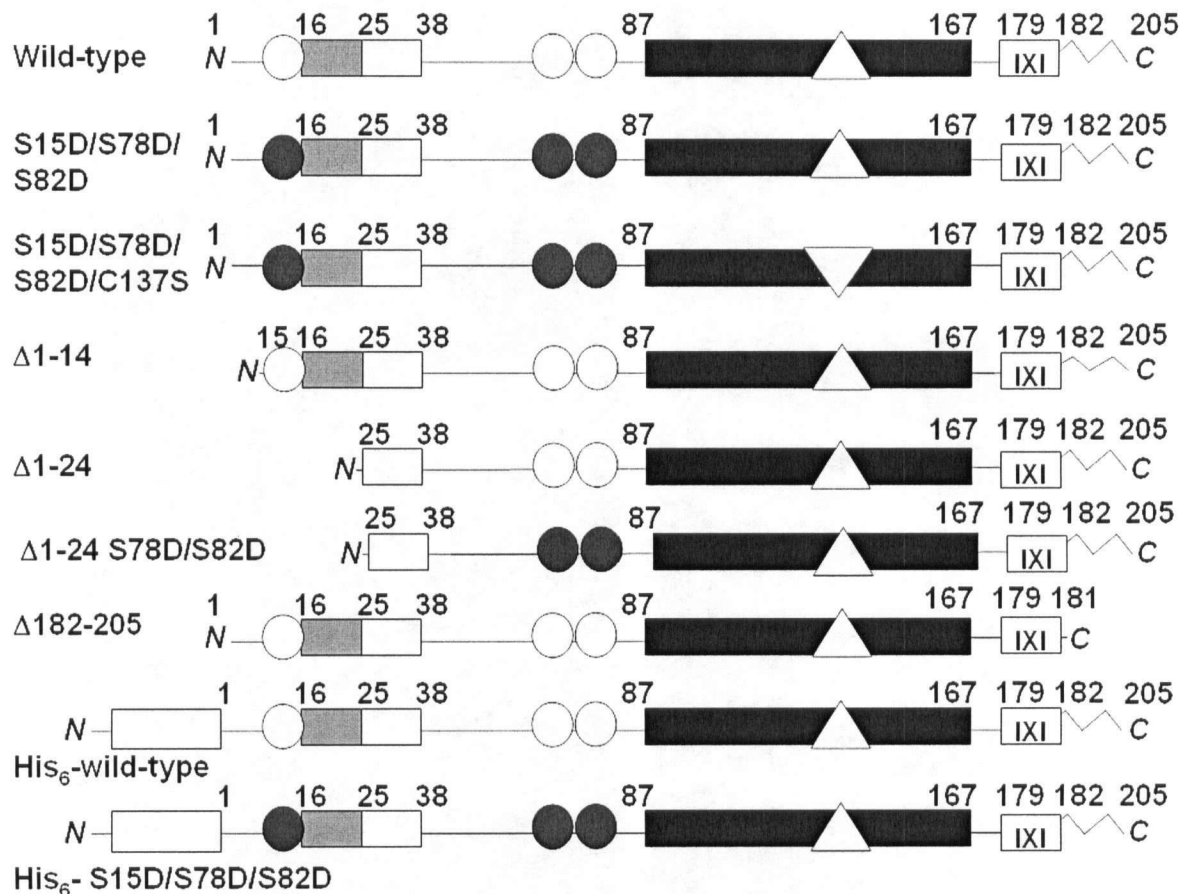 1 16 25 38 87 167 179 182 205
Wild-type N IXI C
1 16 25 38 87 167 179 182 205
S15D/S78D/
S82D
N IXI C
1 16 25 38 87 167 179 182 205
S15D/S78D/
S82D/C137S
N IXI C
15 16 25 38 87 167 179 182 205
Δ1-14 N IXI C
25 38 87 167 179 182 205
Δ1-24 N IXI C
25 38 87 167 179 182 205
Δ1-24 S78D/S82D N IXI C
1 16 25 38 87 167 179 181
Δ182-205 N IXI C
1 16 25 38 87 167 179 182 205
N IXI C
His₆-wild-type
1 16 25 38 87 167 179 182 205
N IXI C
His₆- S15D/S78D/S82D